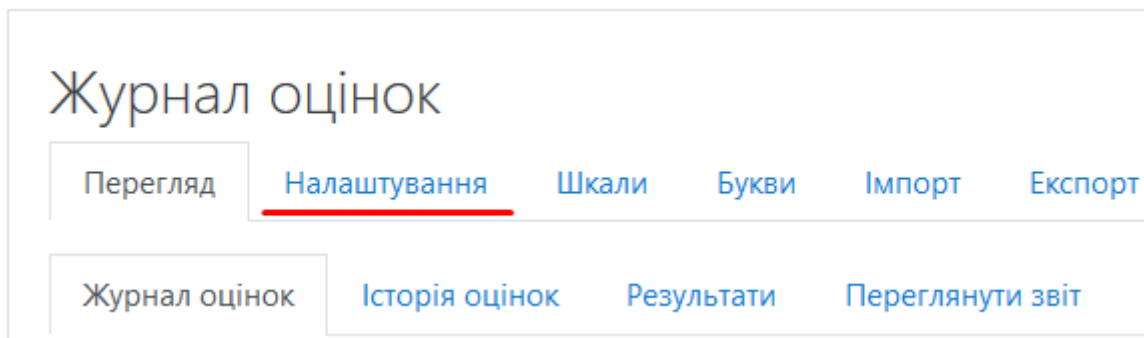 Журнал оцінок
Перегляд Налаштування Шкали Букви Імпорт Експорт
Журнал оцінок Історія оцінок Результати Переглянути звіт